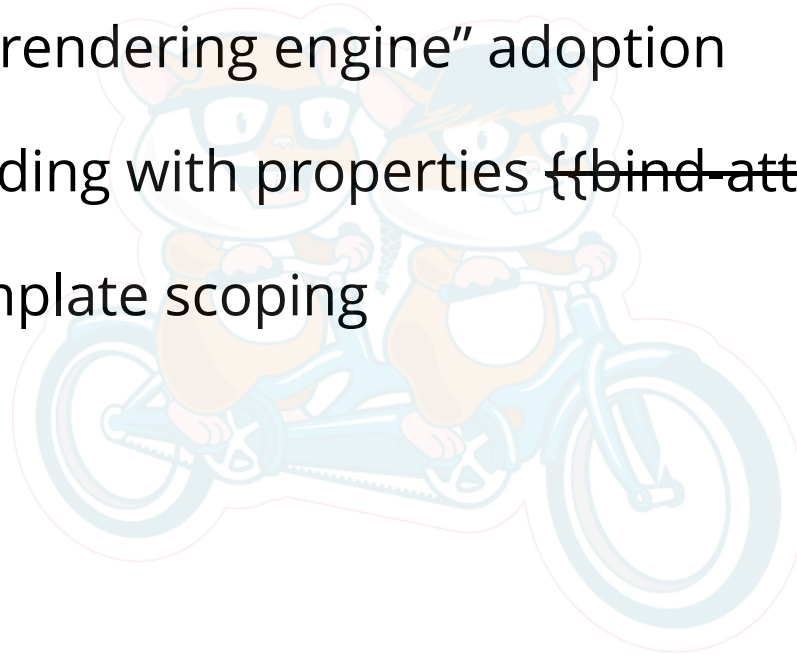 rendering engine” adoption
ding with properties {{bind-att
nplate scoping